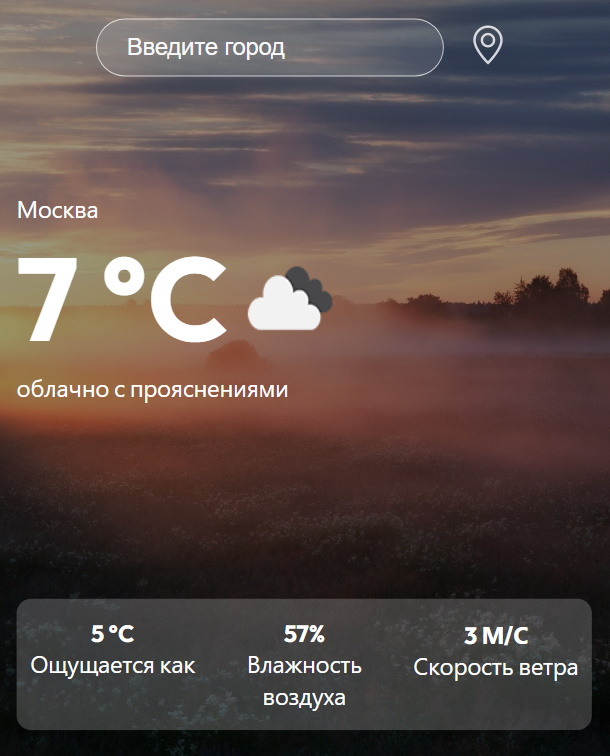 Введите город
Москва
7 °C
облачно с прояснениями
5 °C
57%
3 М/С
Ощущается как
Влажность
воздуха
Скорость ветра